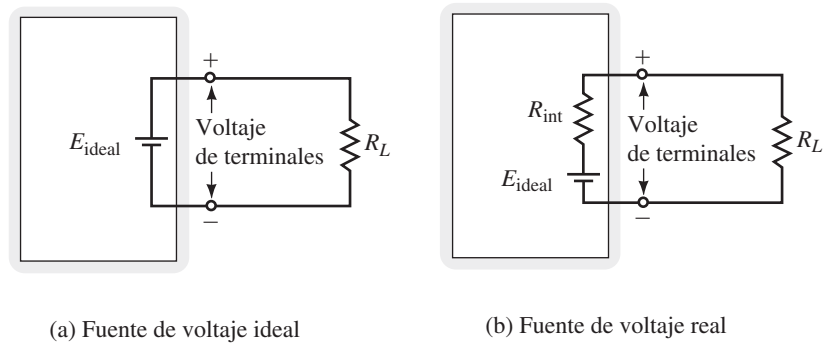 +
E_ideal
Voltaje
de terminales
R_L
−
(a) Fuente de voltaje ideal
+
R_int
Voltaje
de terminales
R_L
E_ideal
−
(b) Fuente de voltaje real